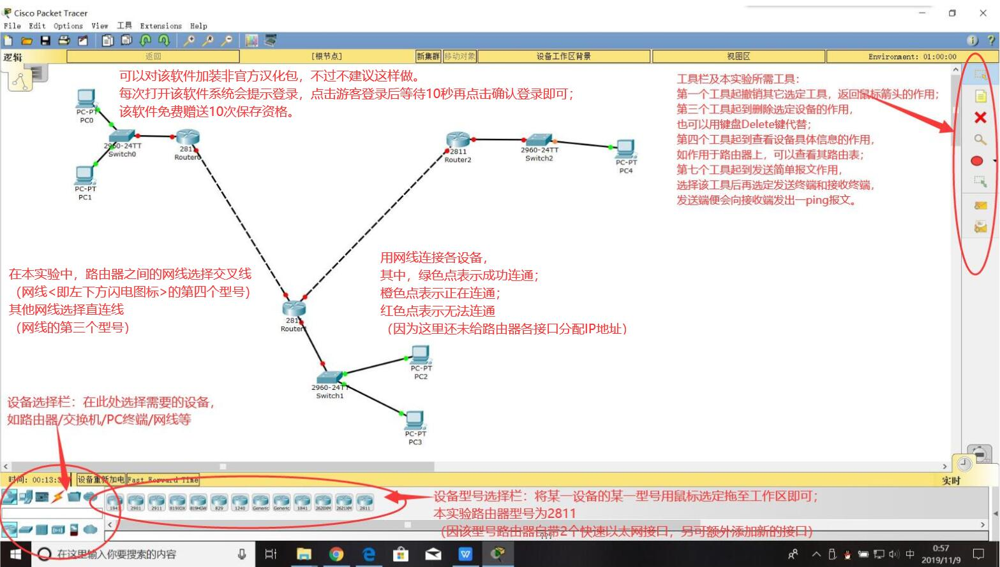 Cisco Packet Tracer
File Edit Options View 工具 Extensions Help
逻辑 返回 [根节点] 新集群 移动对象 设备工作区背景 视图区 Environment: 01:00:00
可以对该软件加装非官方汉化包，不过不建议这样做。
每次打开该软件系统会提示登录，点击游客登录后等待10秒再点击确认登录即可；
该软件免费赠送10次保存资格。
工具栏及本实验所需工具：
第一个工具起撤销其它选定工具，返回鼠标箭头的作用；
第三个工具起到删除选定设备的作用，
也可以用键盘Delete键代替；
第四个工具起到查看设备具体信息的作用，
如作用于路由器上，可以查看其路由表；
第七个工具起到发送简单报文作用，
选择该工具后再选定发送终端和接收终端，
发送端便会向接收端发出一ping报文。
PC-PT
PC0
2960-24TT
Switch0
2811
Router0
PC-PT
PC1
2811
Router2
2960-24TT
Switch2
PC-PT
PC4
在本实验中，路由器之间的网线选择交叉线
（网线<即左下方闪电图标>的第四个型号）
其他网线选择直连线
（网线的第三个型号）
用网线连接各设备，
其中，绿色点表示成功连通；
橙色点表示正在连通；
红色点表示无法连通
（因为这里还未给路由器各接口分配IP地址）
2811
Router1
2960-24TT
Switch1
PC-PT
PC2
PC-PT
PC3
设备选择栏：在此处选择需要的设备，
如路由器/交换机/PC终端/网线等
时间: 00:13:3 设备重新加电 Fast Forward Time 实时
1941 2901 2911 819IOX 819HGW 829 1240 Generic Generic 1841 2620XM 2621XM 2811
设备型号选择栏：将某一设备的某一型号用鼠标选定拖至工作区即可；
本实验路由器型号为2811
（因该型号路由器自带2个快速以太网接口，另可额外添加新的接口）
在这里输入你要搜索的内容
中
0:57
2019/11/9